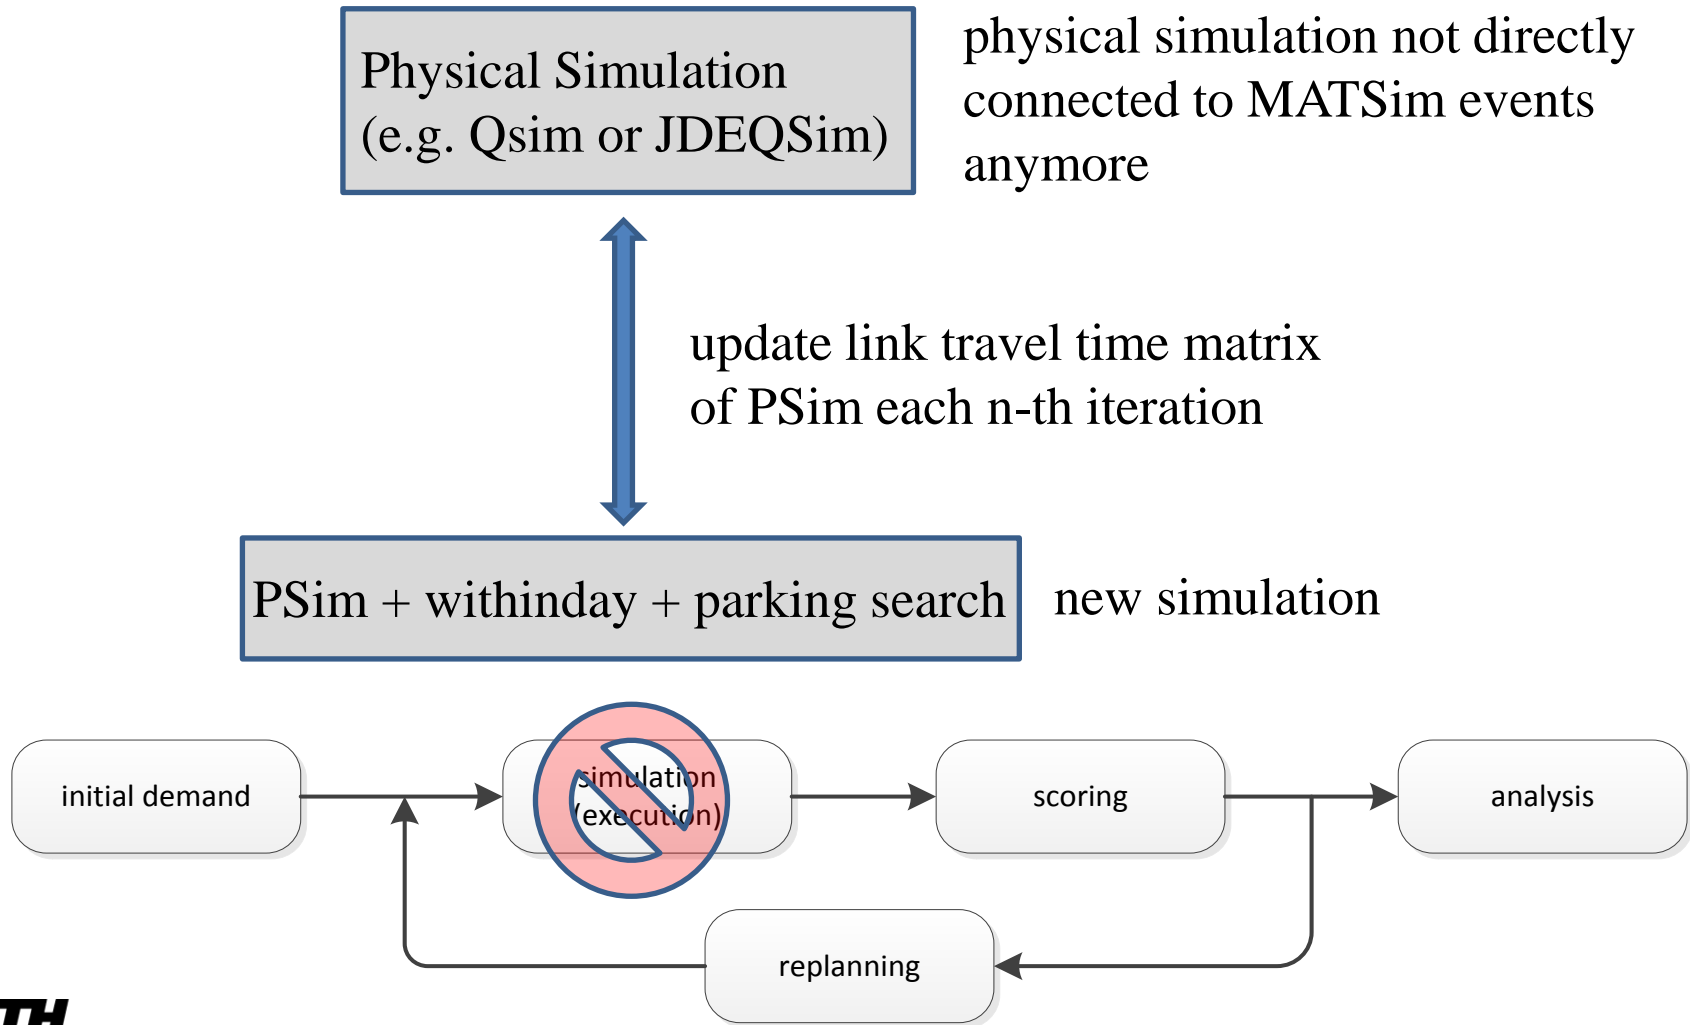 Physical Simulation
(e.g. Qsim or JDEQSim)
physical simulation not directly
connected to MATSim events
anymore
update link travel time matrix
of PSim each n-th iteration
PSim + withinday + parking search
new simulation
initial demand
simulation
(execution)
scoring
analysis
replanning
TH